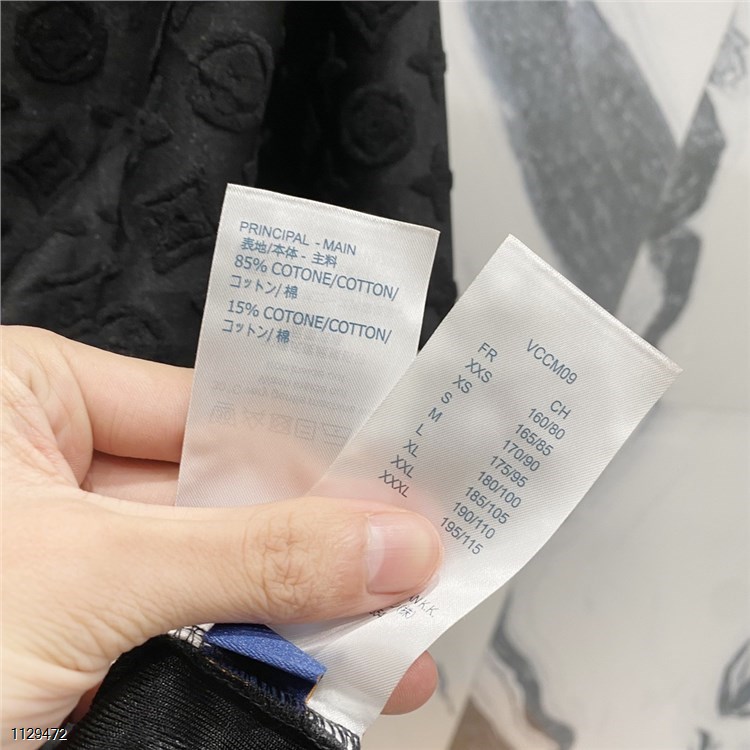 PRINCIPAL - MAIN
表地/本体 - 主料
85% COTONE/COTTON/
コットン/ 棉
15% COTONE/COTTON/
コットン/ 棉
VCCM09
FR CH
XXS 160/80
XS 165/85
S 170/90
M 175/95
L 180/100
XL 185/105
XXL 190/110
XXXL 195/115
K.K.
1129472